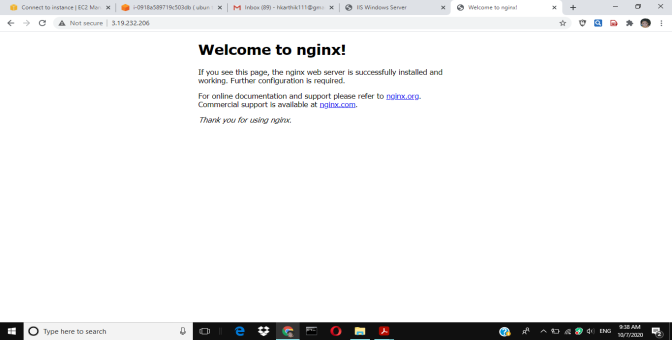 Connect to instance | EC2 Man
i-0918a589719c503db ( ubun
Inbox (89) - hkarthik111@gma
IIS Windows Server
Welcome to nginx!
Not secure | 3.19.232.206
Welcome to nginx!
If you see this page, the nginx web server is successfully installed and
working. Further configuration is required.
For online documentation and support please refer to nginx.org.
Commercial support is available at nginx.com.
Thank you for using nginx.
Type here to search
ENG
9:38 AM
10/7/2020